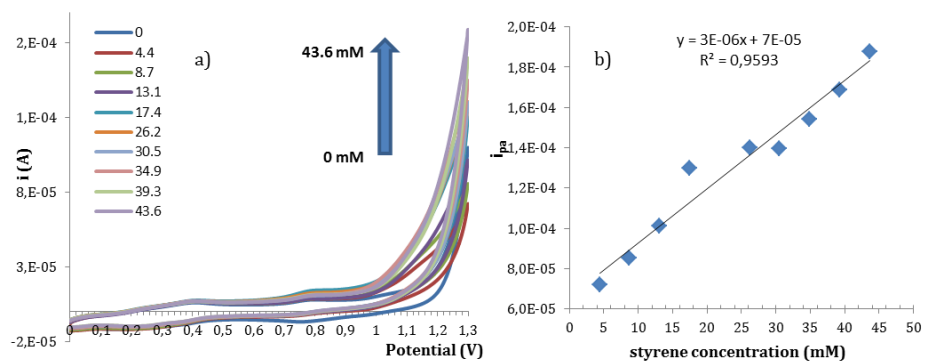 2,E-04
1,E-04
8,E-05
3,E-05
-2,E-05
i (A)
0
4.4
8.7
13.1
17.4
26.2
30.5
34.9
39.3
43.6
a)
43.6 mM
0 mM
0 0,1 0,2 0,3 0,4 0,5 0,6 0,7 0,8 0,9 1 1,1 1,2 1,3
Potential (V)
2,0E-04
1,8E-04
1,6E-04
1,4E-04
1,2E-04
1,0E-04
8,0E-05
6,0E-05
ipa
y = 3E-06x + 7E-05
R² = 0,9593
b)
0 5 10 15 20 25 30 35 40 45 50
styrene concentration (mM)